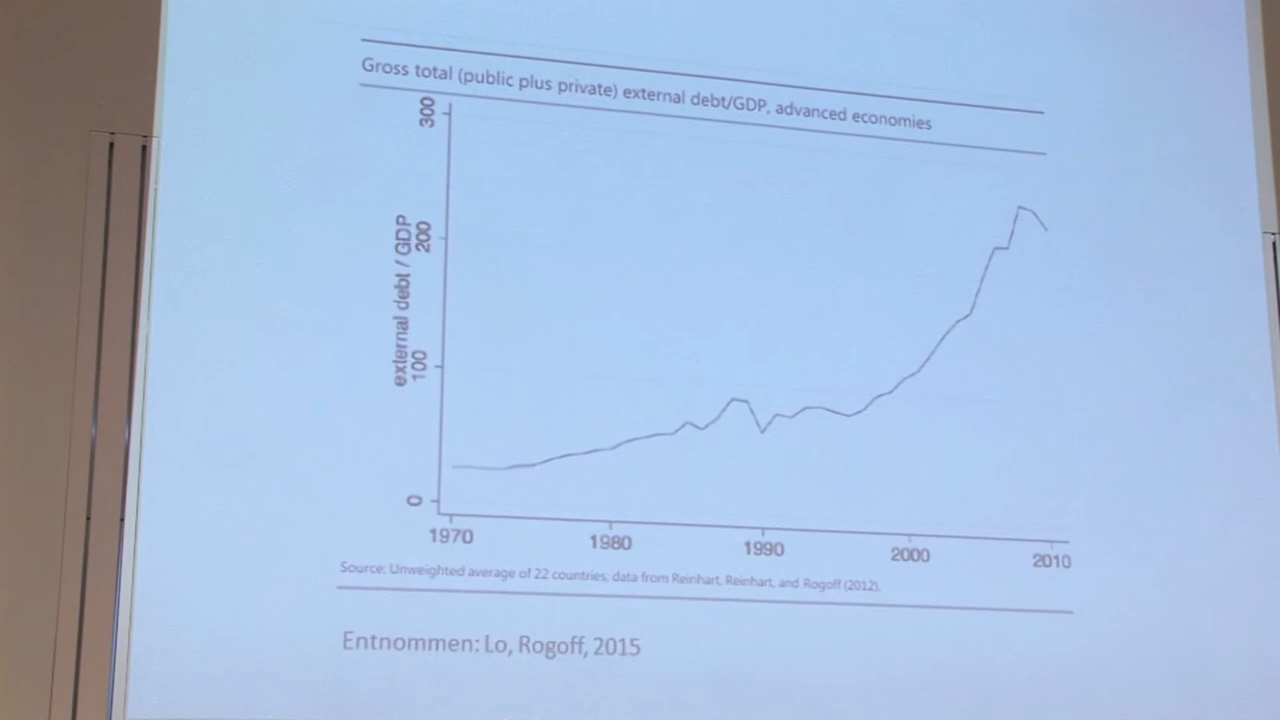 Gross total (public plus private) external debt/GDP, advanced economies
300
200
100
0
external debt / GDP
1970 1980 1990 2000 2010
Source: Unweighted average of 22 countries; data from Reinhart, Reinhart, and Rogoff (2012).
Entnommen: Lo, Rogoff, 2015